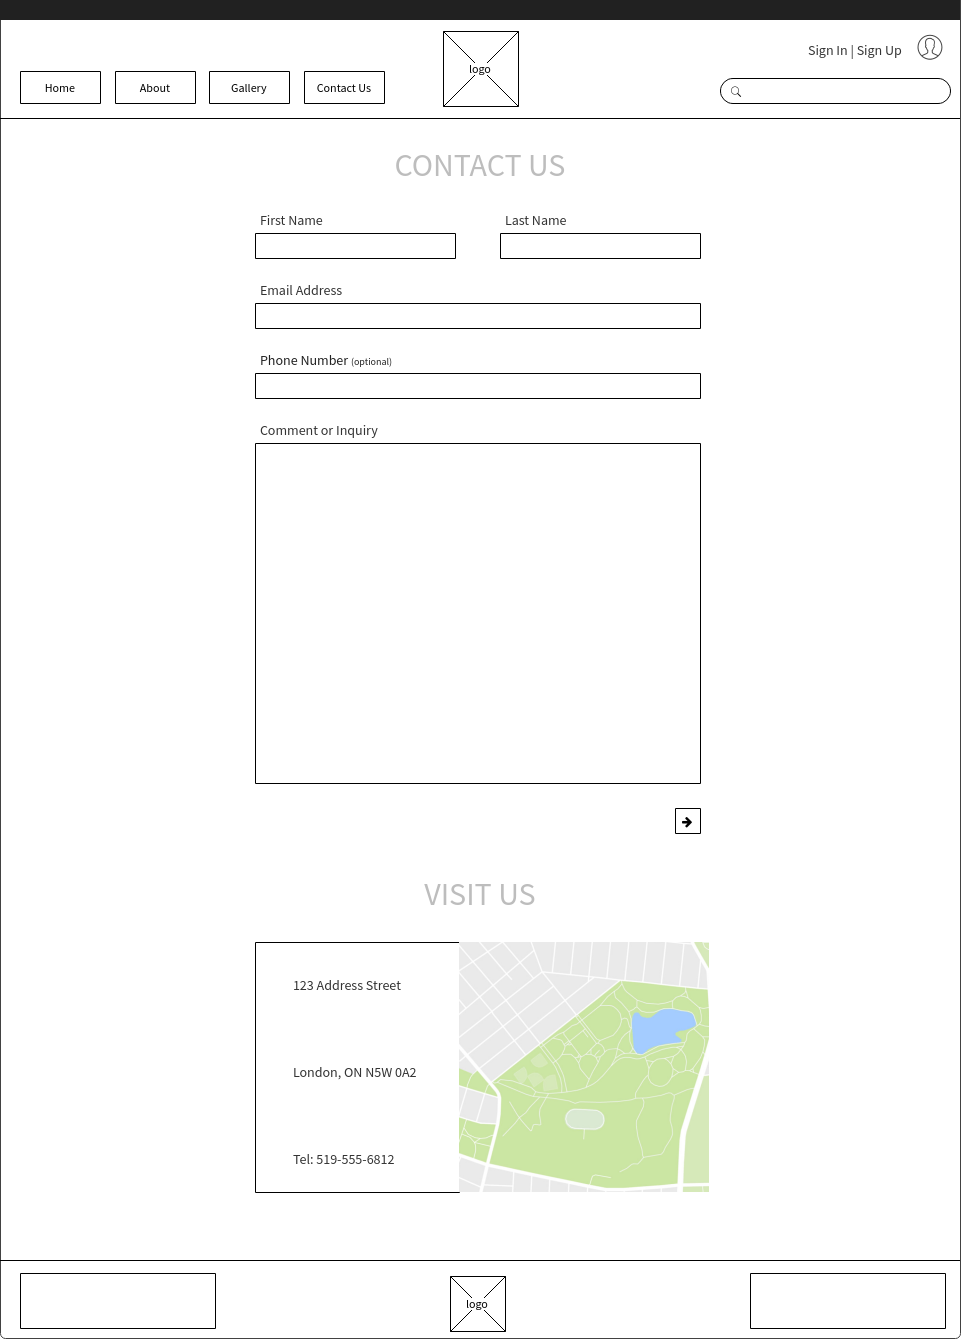 logo
Sign In | Sign Up
Home
About
Gallery
Contact Us
CONTACT US
First Name
Last Name
Email Address
Phone Number (optional)
Comment or Inquiry
VISIT US
123 Address Street
London, ON N5W 0A2
Tel: 519-555-6812
logo